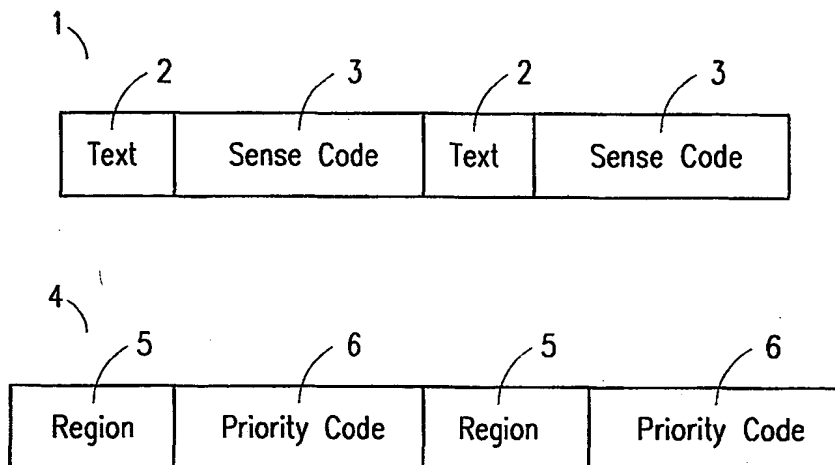 1
2 3 2 3
Text Sense Code Text Sense Code
4
5 6 5 6
Region Priority Code Region Priority Code